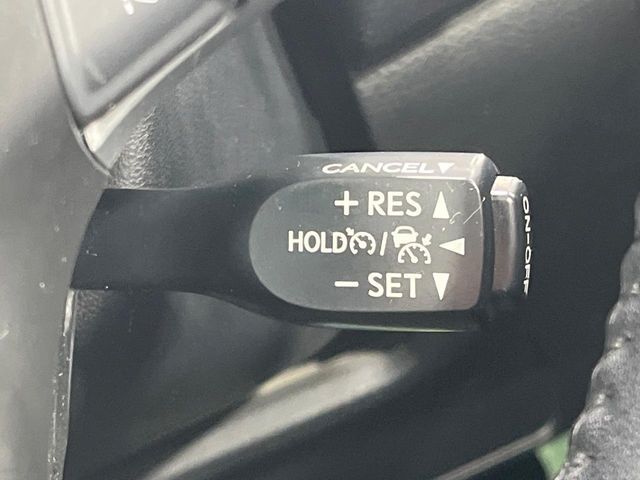 CANCEL▼
+ RES ▲
HOLD / ◀
− SET ▼
ON-OFF